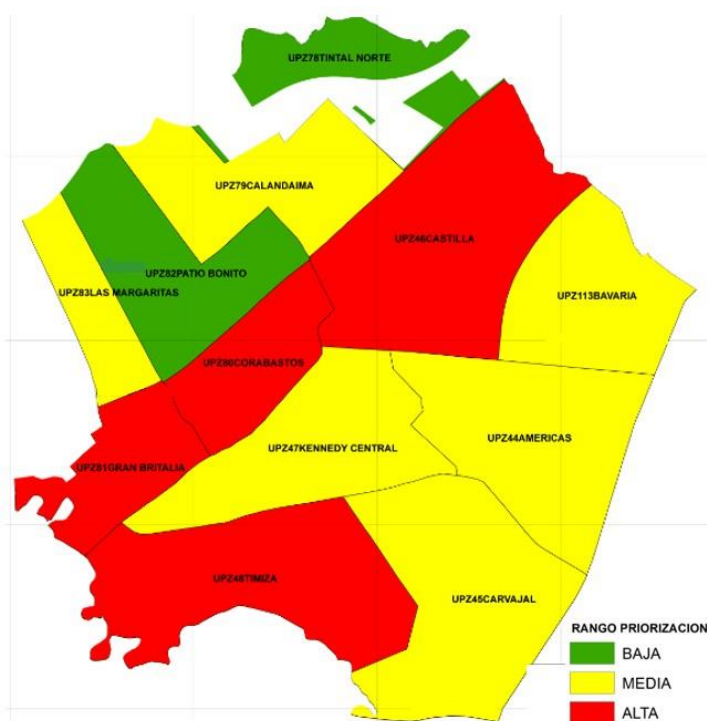 UPZ78TINTAL NORTE
UPZ79CALANDAIMA
UPZ46CASTILLA
UPZ82PATIO BONITO
UPZ83LAS MARGARITAS
UPZ113BAVARIA
UPZ80CORABASTOS
UPZ47KENNEDY CENTRAL
UPZ44AMERICAS
UPZ81GRAN BRITALIA
UPZ48TIMIZA
UPZ45CARVAJAL
RANGO PRIORIZACION
BAJA
MEDIA
ALTA